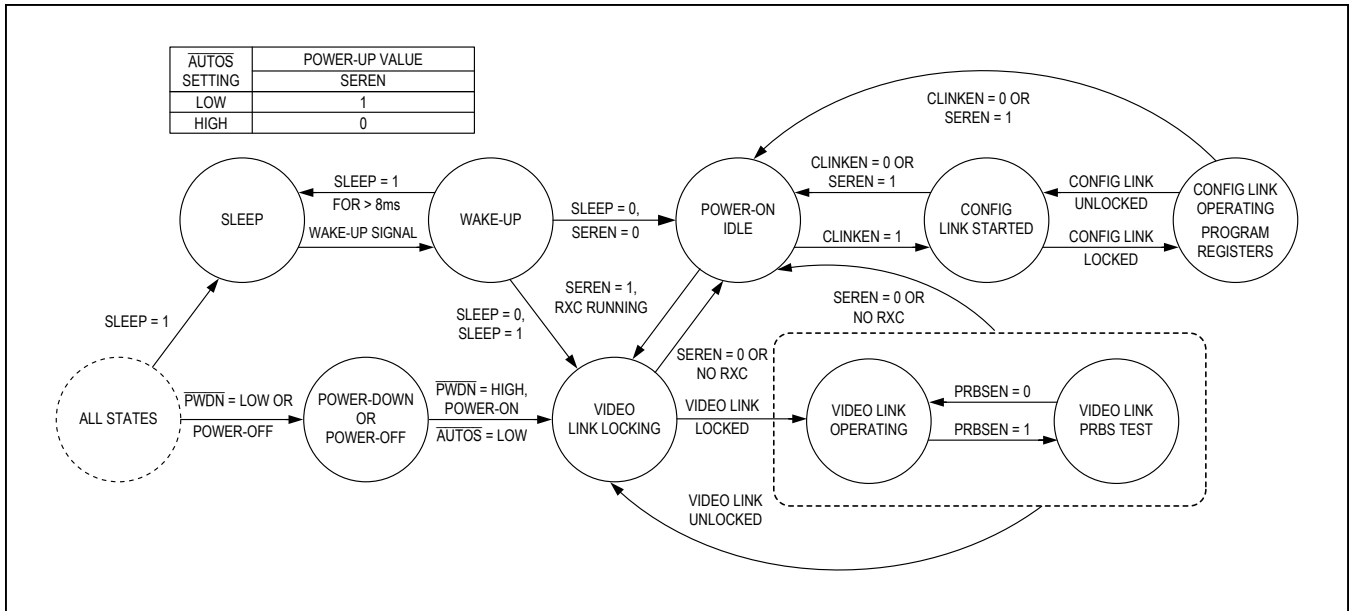 AUTOS
SETTING
POWER-UP VALUE
SEREN
LOW
1
HIGH
0
CLINKEN = 0 OR
SEREN = 1
SLEEP
SLEEP = 1
FOR > 8ms
WAKE-UP SIGNAL
WAKE-UP
SLEEP = 0,
SEREN = 0
POWER-ON
IDLE
CLINKEN = 0 OR
SEREN = 1
CLINKEN = 1
CONFIG
LINK STARTED
CONFIG LINK
UNLOCKED
CONFIG LINK
LOCKED
CONFIG LINK
OPERATING
PROGRAM
REGISTERS
SLEEP = 1
SLEEP = 0,
SLEEP = 1
SEREN = 1,
RXC RUNNING
SEREN = 0 OR
NO RXC
SEREN = 0 OR
NO RXC
ALL STATES
PWDN = LOW OR
POWER-OFF
POWER-DOWN
OR
POWER-OFF
PWDN = HIGH,
POWER-ON
AUTOS = LOW
VIDEO
LINK LOCKING
VIDEO LINK
LOCKED
VIDEO LINK
OPERATING
PRBSEN = 0
PRBSEN = 1
VIDEO LINK
PRBS TEST
VIDEO LINK
UNLOCKED